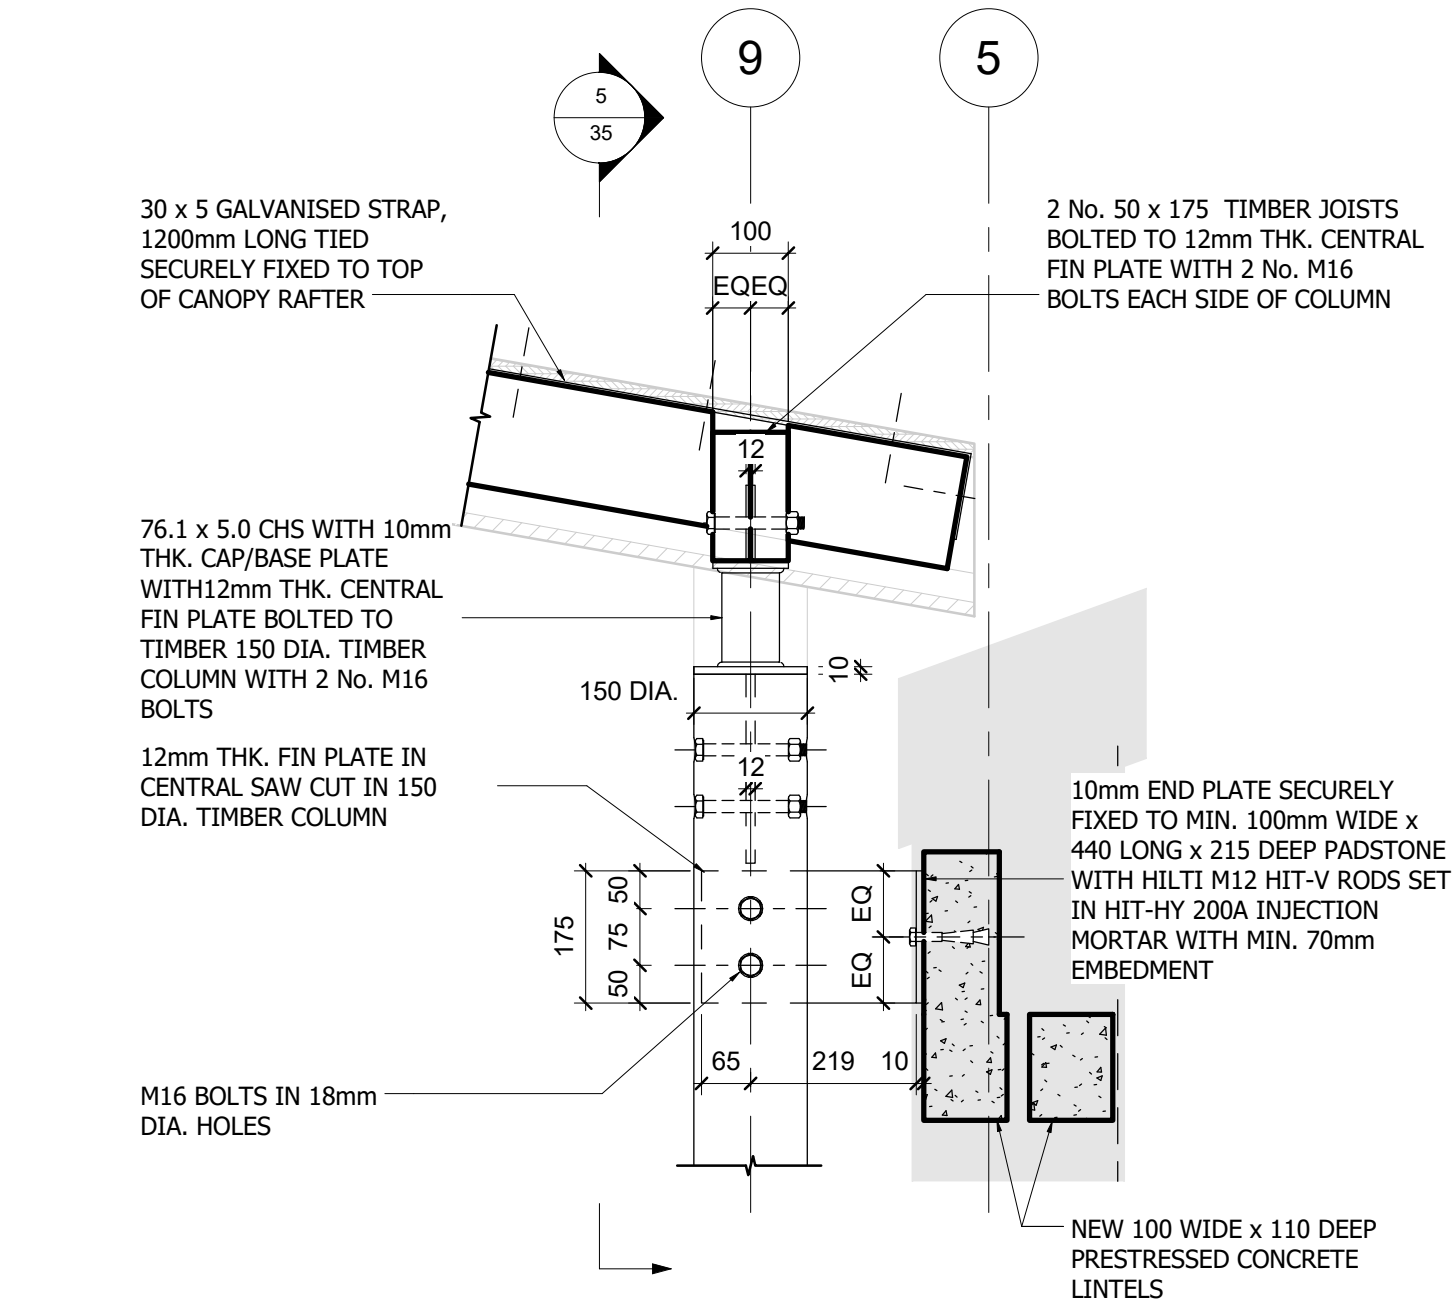 9
5
5
35
30 x 5 GALVANISED STRAP,
1200mm LONG TIED
SECURELY FIXED TO TOP
OF CANOPY RAFTER
100
EQEQ
2 No. 50 x 175 TIMBER JOISTS
BOLTED TO 12mm THK. CENTRAL
FIN PLATE WITH 2 No. M16
BOLTS EACH SIDE OF COLUMN
12
76.1 x 5.0 CHS WITH 10mm
THK. CAP/BASE PLATE
WITH12mm THK. CENTRAL
FIN PLATE BOLTED TO
TIMBER 150 DIA. TIMBER
COLUMN WITH 2 No. M16
BOLTS
10
150 DIA.
12mm THK. FIN PLATE IN
CENTRAL SAW CUT IN 150
DIA. TIMBER COLUMN
12
10mm END PLATE SECURELY
FIXED TO MIN. 100mm WIDE x
440 LONG x 215 DEEP PADSTONE
WITH HILTI M12 HIT-V RODS SET
IN HIT-HY 200A INJECTION
MORTAR WITH MIN. 70mm
EMBEDMENT
175
50
75
50
EQ
EQ
65
219
10
M16 BOLTS IN 18mm
DIA. HOLES
NEW 100 WIDE x 110 DEEP
PRESTRESSED CONCRETE
LINTELS